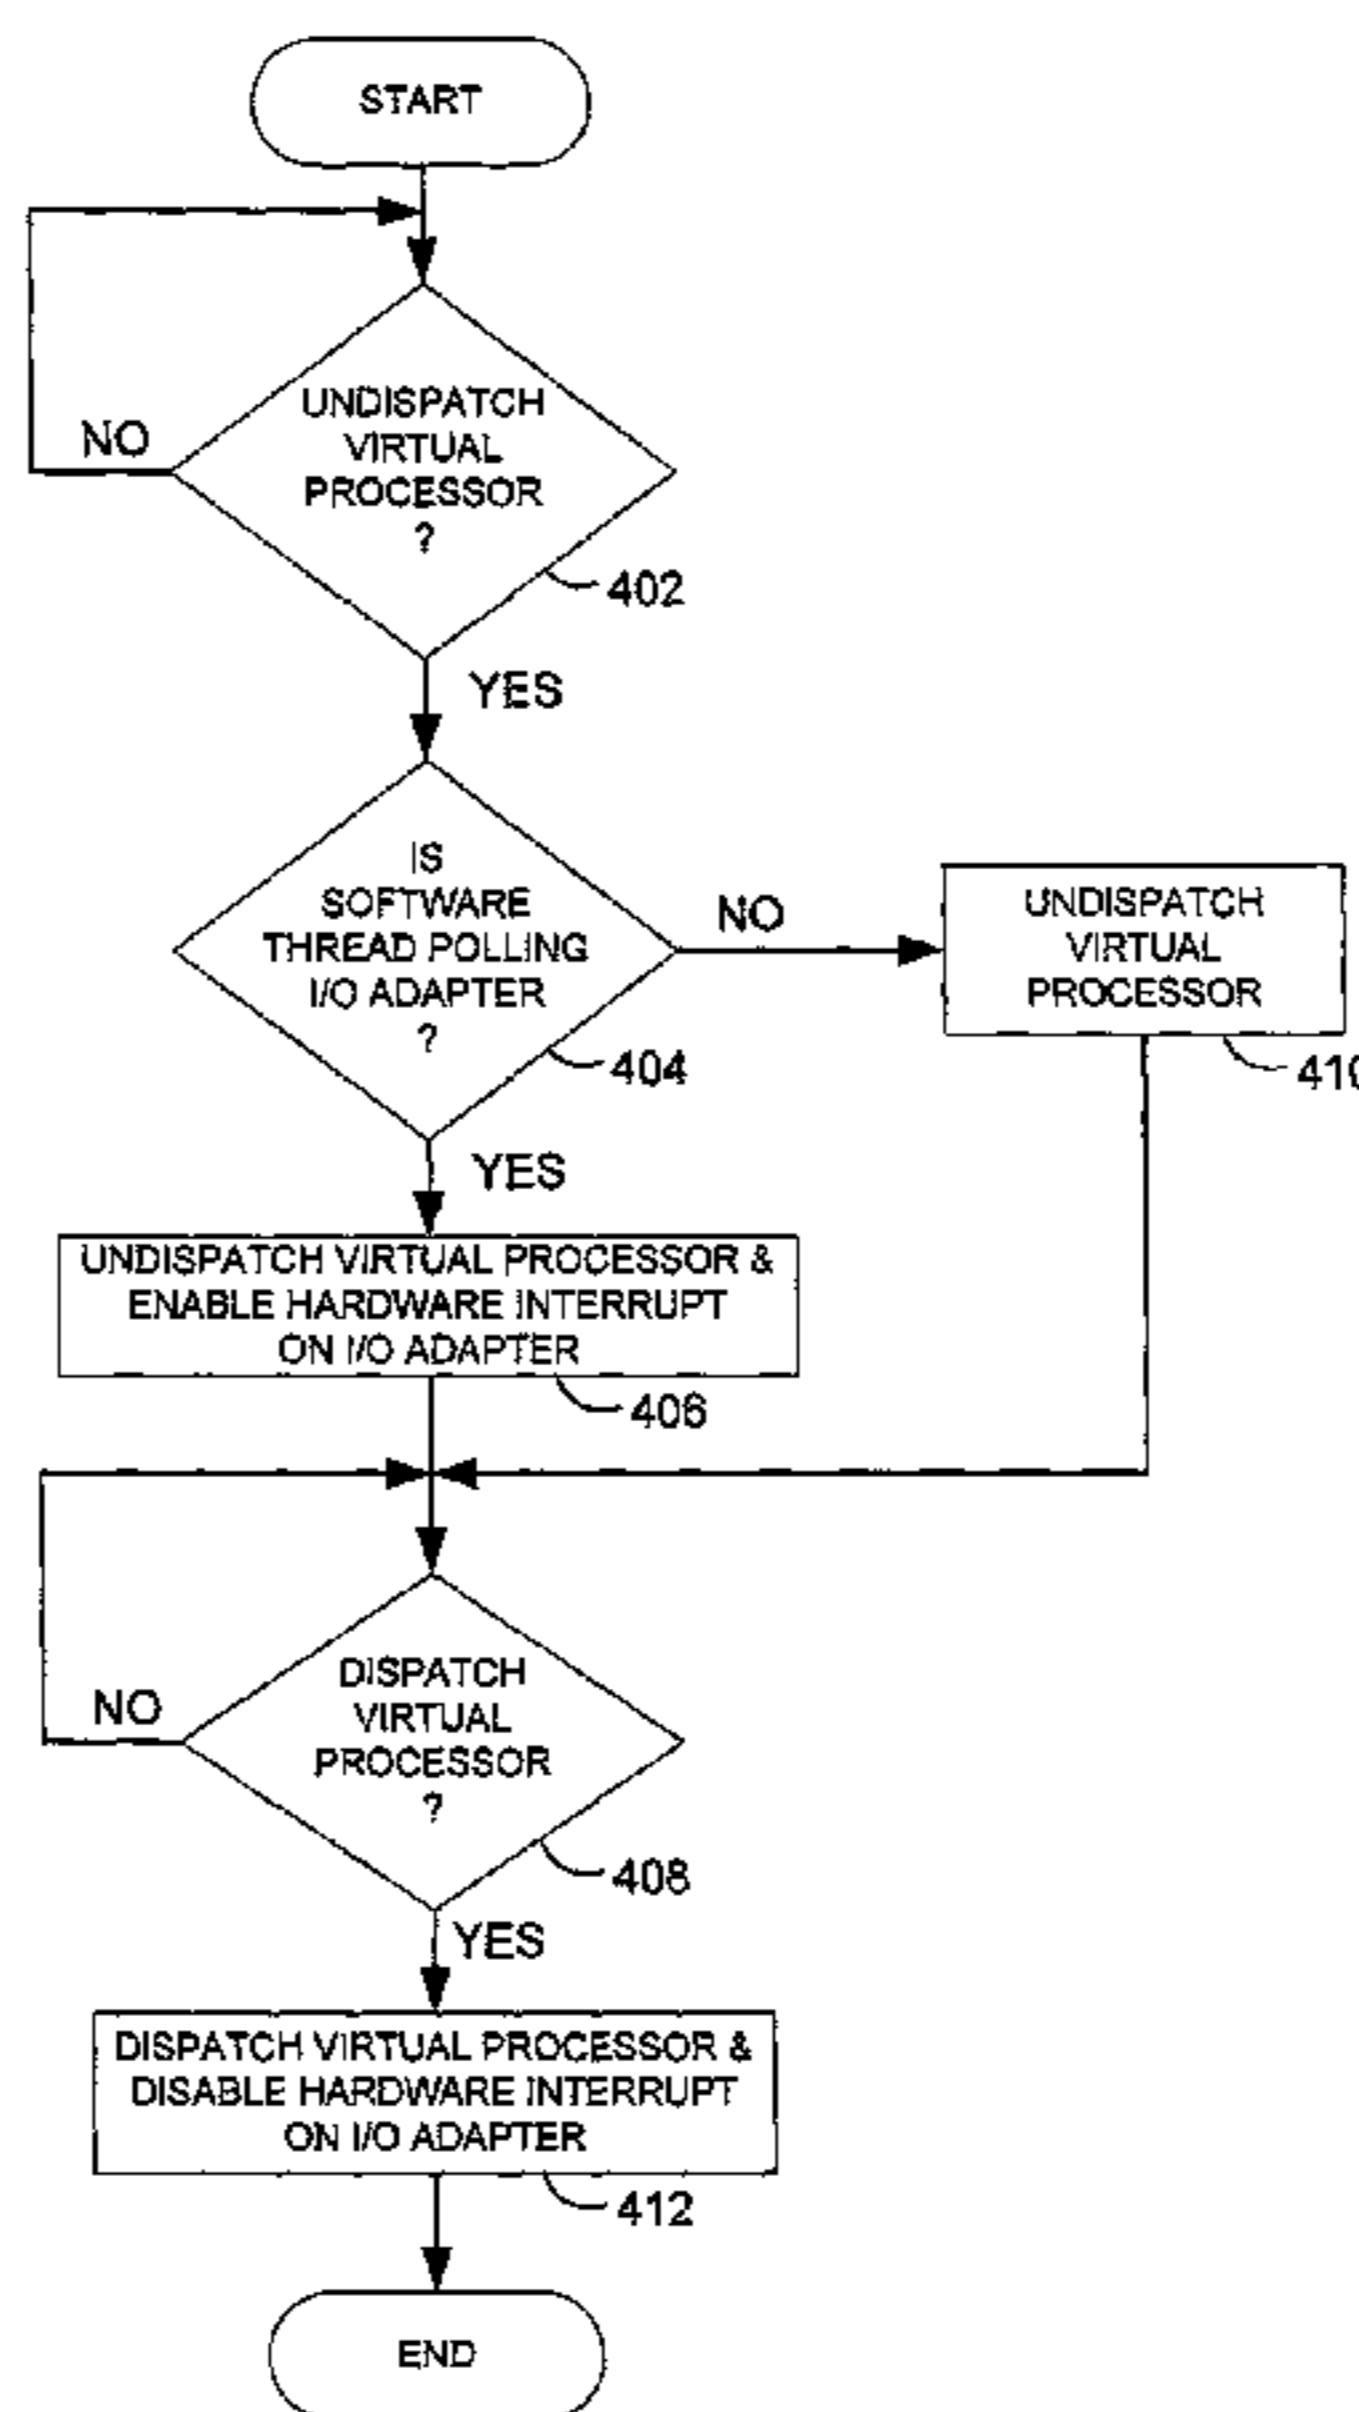 START
UNDISPATCH
VIRTUAL
PROCESSOR
?
NO
402
YES
IS
SOFTWARE
THREAD POLLING
I/O ADAPTER
?
NO
404
UNDISPATCH
VIRTUAL
PROCESSOR
410
YES
UNDISPATCH VIRTUAL PROCESSOR &
ENABLE HARDWARE INTERRUPT
ON I/O ADAPTER
406
DISPATCH
VIRTUAL
PROCESSOR
?
NO
408
YES
DISPATCH VIRTUAL PROCESSOR &
DISABLE HARDWARE INTERRUPT
ON I/O ADAPTER
412
END